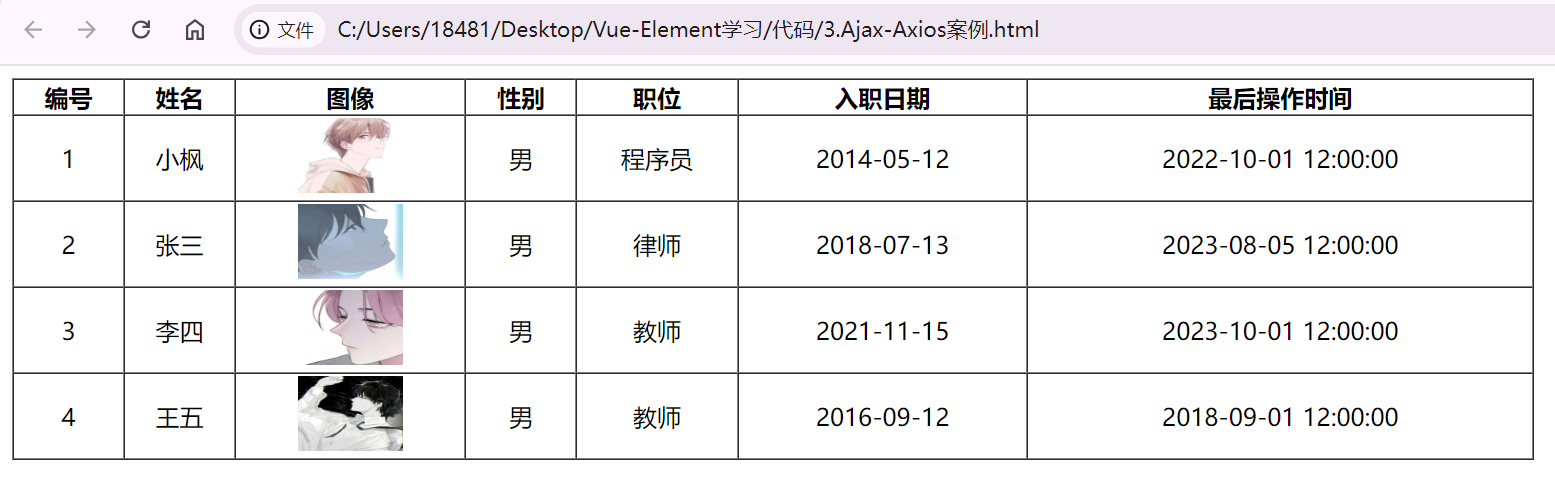 文件 C:/Users/18481/Desktop/Vue-Element学习/代码/3.Ajax-Axios案例.html
编号 姓名 图像 性别 职位 入职日期 最后操作时间
1 小枫 男 程序员 2014-05-12 2022-10-01 12:00:00
2 张三 男 律师 2018-07-13 2023-08-05 12:00:00
3 李四 男 教师 2021-11-15 2023-10-01 12:00:00
4 王五 男 教师 2016-09-12 2018-09-01 12:00:00